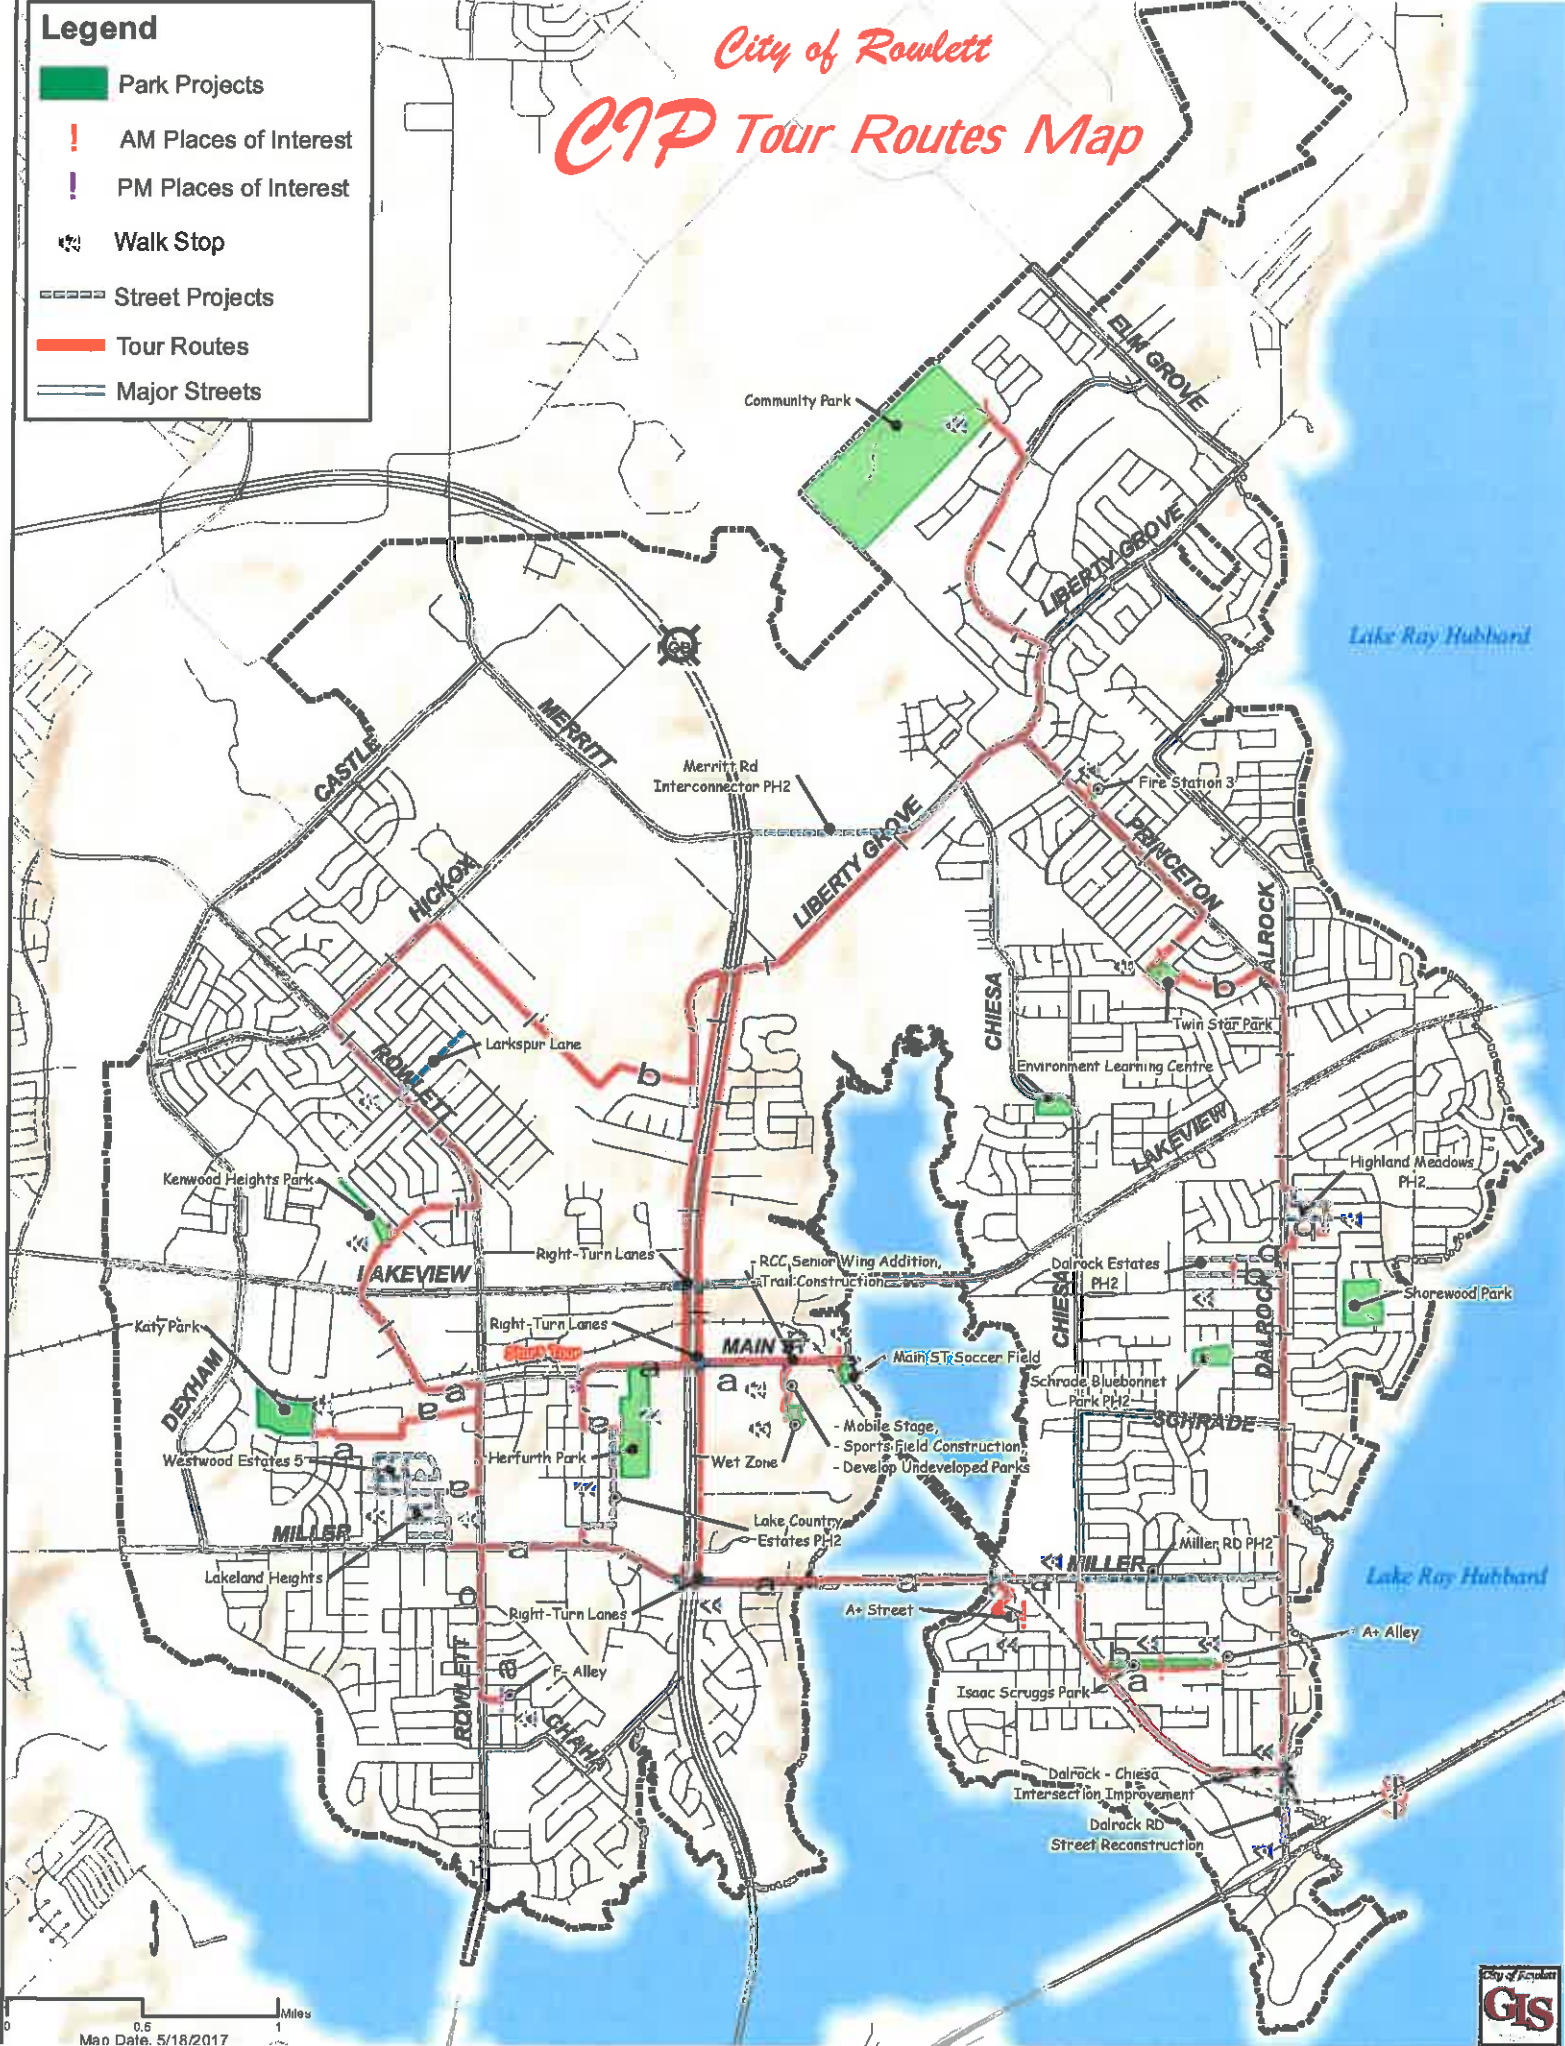 Legend
Park Projects
AM Places of Interest
PM Places of Interest
Walk Stop
Street Projects
Tour Routes
Major Streets
City of Rowlett
CIP Tour Routes Map
ELM GROVE
Community Park
LIBERTY GROVE
Lake Ray Hubbard
MERRITT
CASTLE
Merritt Rd
Interconnector PH2
Fire Station 3
PRINCETON
LIBERTY GROVE
HICKOX
DALROCK
CHIESA
b
Twin Star Park
Larkspur Lane
ROWLETT
b
Environment Learning Centre
LAKEVIEW
Kenwood Heights Park
Highland Meadows
PH2
Right-Turn Lanes
- RCC Senior Wing Addition,
Trail Construction
LAKEVIEW
Dalrock Estates
PH2
CHIESA
Shorewood Park
Katy Park
Right-Turn Lanes
Start Tour
MAIN ST
Main ST Soccer Field
DALROCK
a
a
a
Schrade Bluebonnet
Park PH2
DEXHAM
a
a
a
- Mobile Stage,
- Sports Field Construction
- Develop Undeveloped Parks
SCHRADE
Westwood Estates 5
Herfurth Park
Wet Zone
a
Lake Country
Estates PH2
MILLER
a
Miller RD PH2
MILLER
Lakeland Heights
a
a
a
Lake Ray Hubbard
Right-Turn Lanes
A+ Street
A+ Alley
ROWLETT
a
F- Alley
b
a
Isaac Scruggs Park
CHAHA
Dalrock - Chiesa
Intersection Improvement
Dalrock RD
Street Reconstruction
0 0.5 1 Miles
Map Date. 5/18/2017
City of Rowlett
GIS